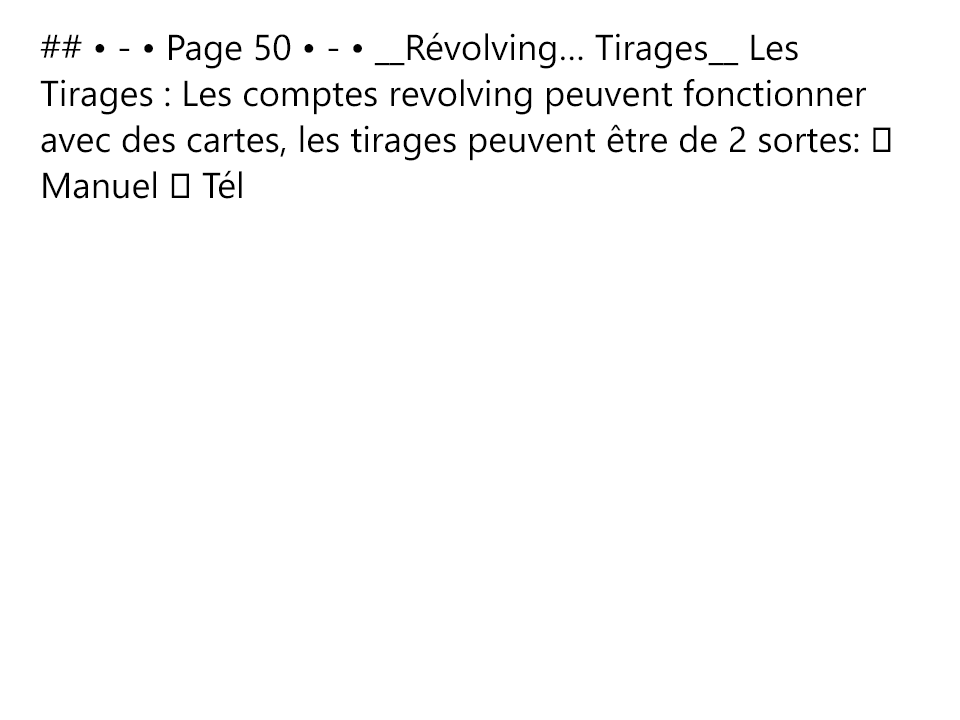 ## • - • Page 50 • - • __Révolving… Tirages__ Les
Tirages : Les comptes revolving peuvent fonctionner
avec des cartes, les tirages peuvent être de 2 sortes: 
Manuel  Tél